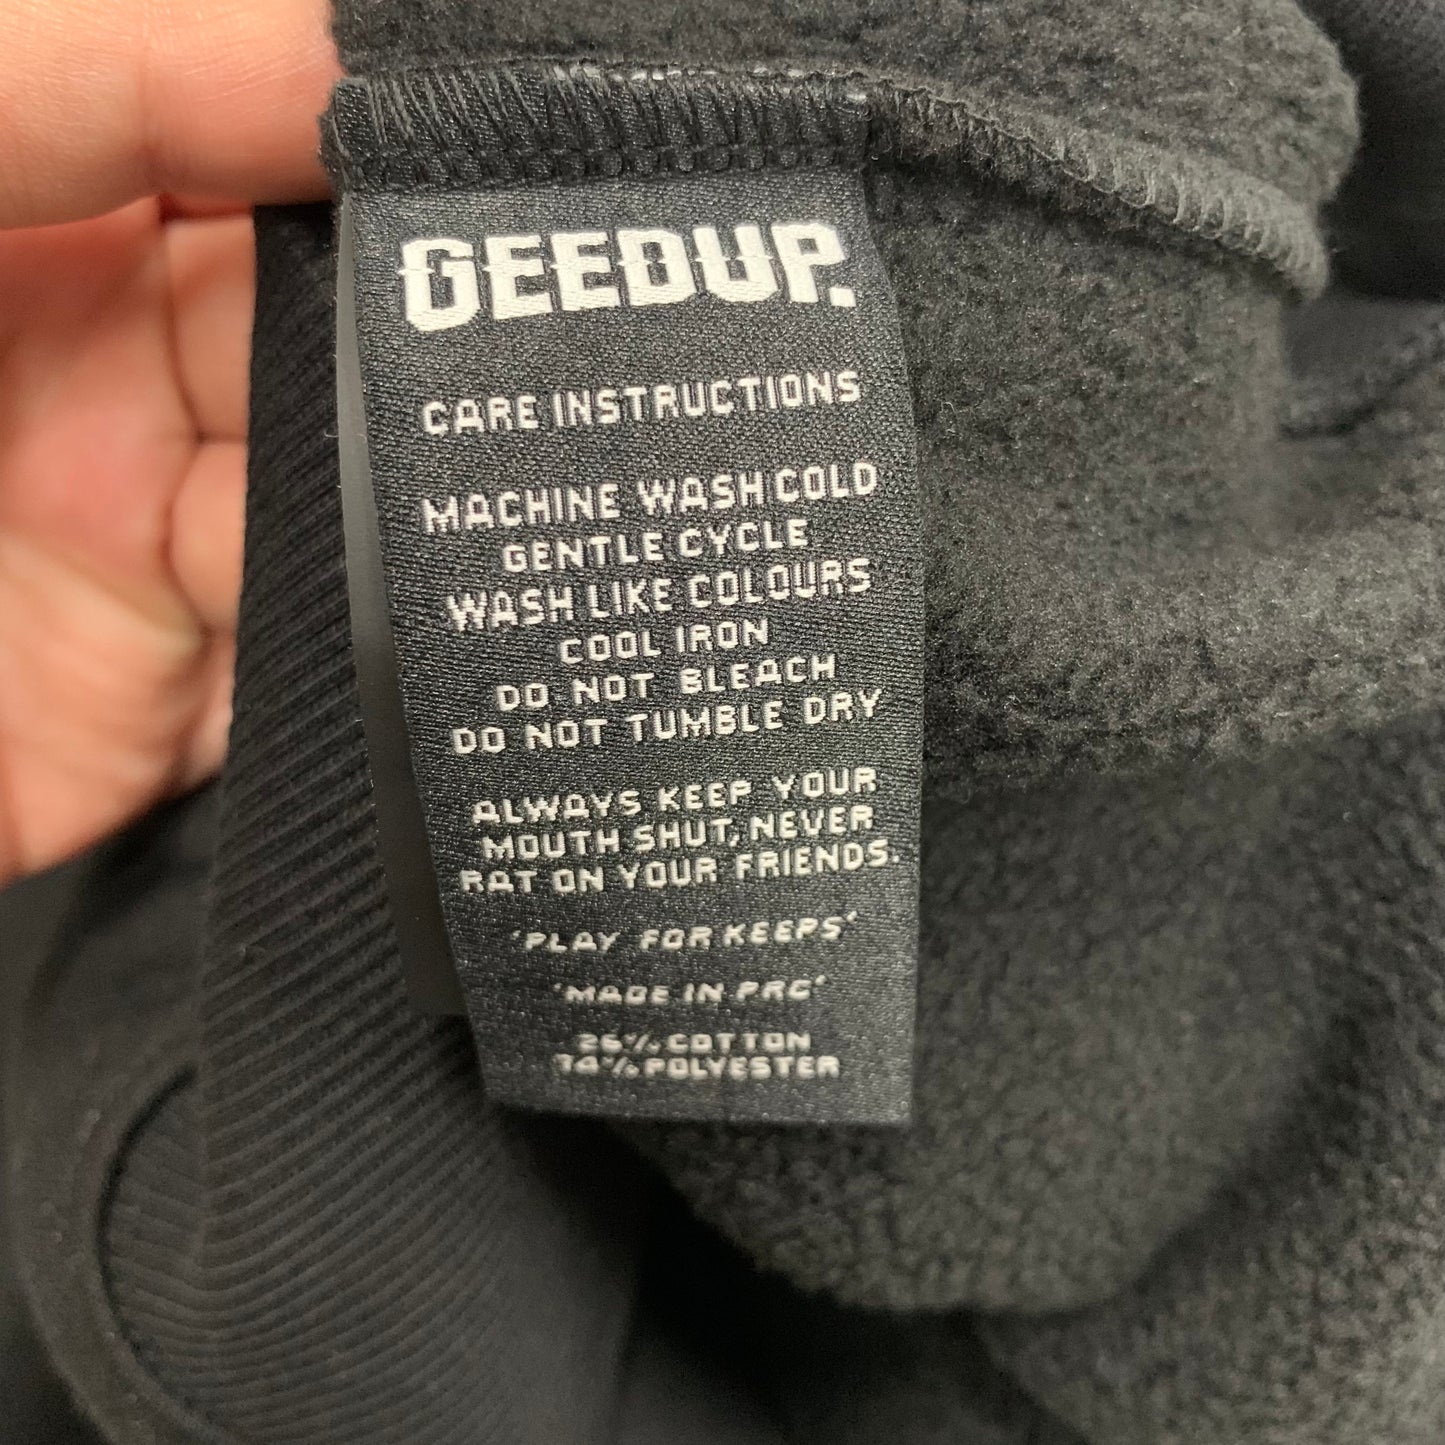 GEEDUP.
CARE INSTRUCTIONS
MACHINE WASH COLD
GENTLE CYCLE
WASH LIKE COLOURS
COOL IRON
DO NOT BLEACH
DO NOT TUMBLE DRY
ALWAYS KEEP YOUR
MOUTH SHUT, NEVER
RAT ON YOUR FRIENDS.
'PLAY FOR KEEPS'
'MADE IN PRC'
26% COTTON
74% POLYESTER